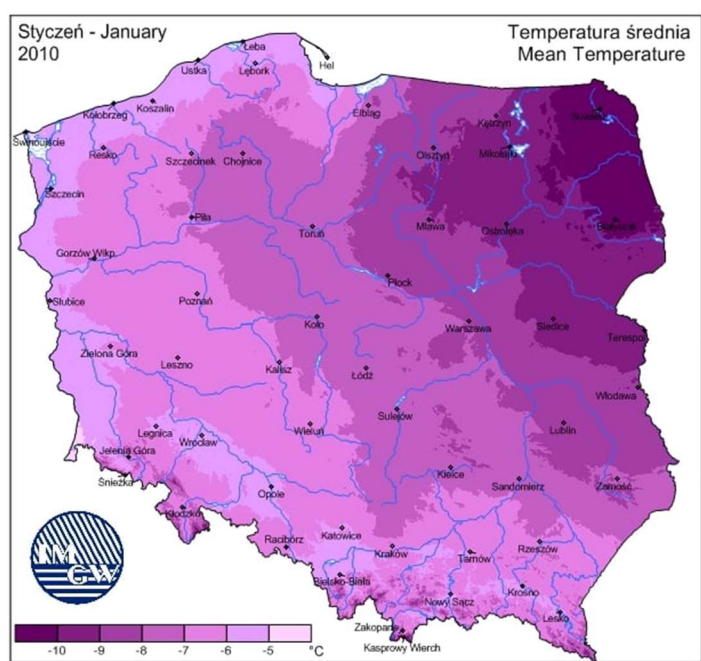 Styczeń - January
2010
Temperatura średnia
Mean Temperature
Łeba
Hel
Ustka
Lębork
Koszalin
Kołobrzeg
Elbląg
Suwałki
Kętrzyn
Świnoujście
Resko
Szczecinek
Chojnice
Olsztyn
Mikołajki
Szczecin
Piła
Toruń
Mława
Ostrołęka
Białystok
Gorzów Wlkp.
Płock
Słubice
Poznań
Koło
Warszawa
Siedlce
Terespol
Zielona Góra
Leszno
Kalisz
Łódź
Włodawa
Sulejów
Legnica
Wrocław
Wieluń
Lublin
Jelenia Góra
Śnieżka
Kielce
Opole
Sandomierz
Zamość
Kłodzko
Katowice
Racibórz
Kraków
Tarnów
Rzeszów
Bielsko-Biała
Nowy Sącz
Krosno
Lesko
Zakopane
Kasprowy Wierch
IM
GW
-10 -9 -8 -7 -6 -5 °C